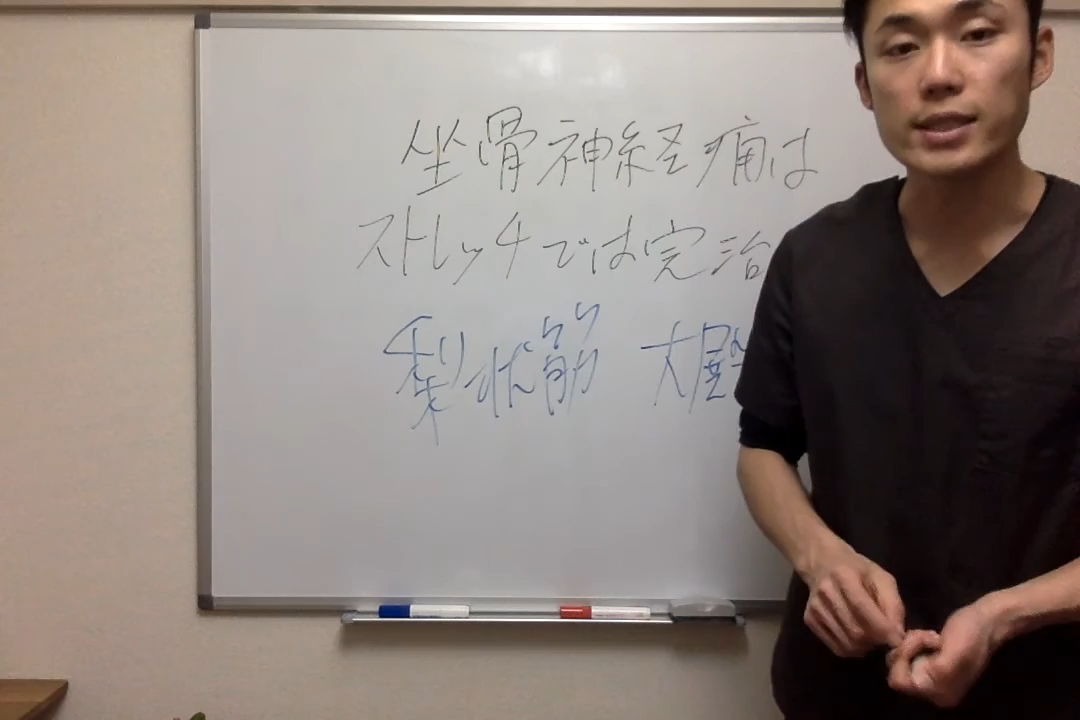 坐骨神経痛は
ストレッチでは完治
梨状筋 大殿